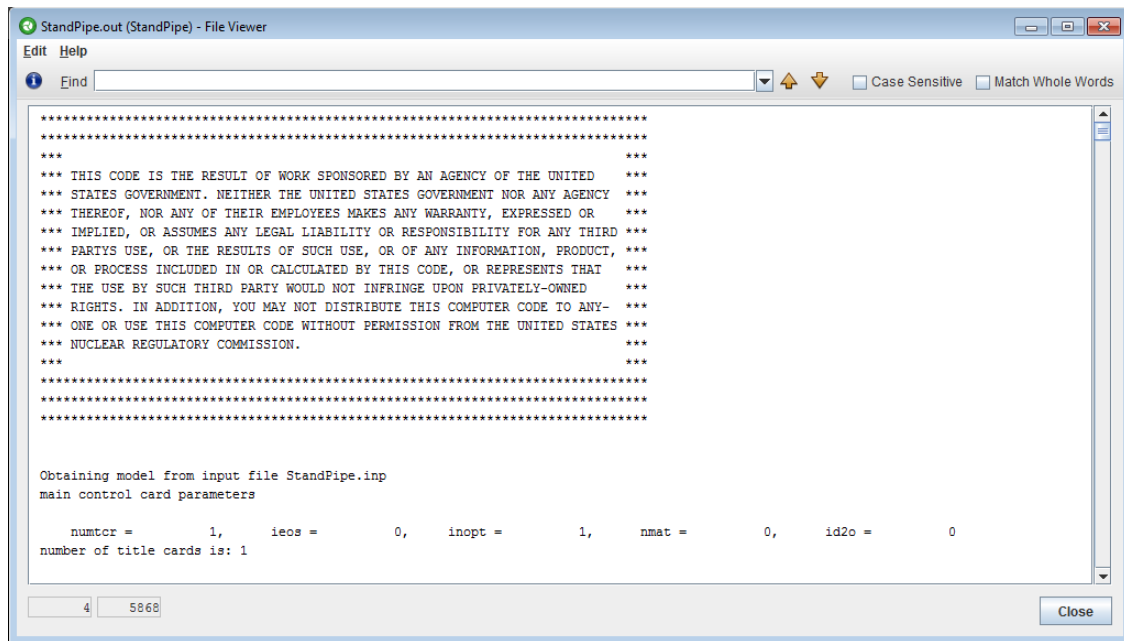 StandPipe.out (StandPipe) - File Viewer
Edit Help
Find Case Sensitive Match Whole Words
*******************************************************************************
*******************************************************************************
*** ***
*** THIS CODE IS THE RESULT OF WORK SPONSORED BY AN AGENCY OF THE UNITED ***
*** STATES GOVERNMENT. NEITHER THE UNITED STATES GOVERNMENT NOR ANY AGENCY ***
*** THEREOF, NOR ANY OF THEIR EMPLOYEES MAKES ANY WARRANTY, EXPRESSED OR ***
*** IMPLIED, OR ASSUMES ANY LEGAL LIABILITY OR RESPONSIBILITY FOR ANY THIRD ***
*** PARTYS USE, OR THE RESULTS OF SUCH USE, OR OF ANY INFORMATION, PRODUCT, ***
*** OR PROCESS INCLUDED IN OR CALCULATED BY THIS CODE, OR REPRESENTS THAT ***
*** THE USE BY SUCH THIRD PARTY WOULD NOT INFRINGE UPON PRIVATELY-OWNED ***
*** RIGHTS. IN ADDITION, YOU MAY NOT DISTRIBUTE THIS COMPUTER CODE TO ANY- ***
*** ONE OR USE THIS COMPUTER CODE WITHOUT PERMISSION FROM THE UNITED STATES ***
*** NUCLEAR REGULATORY COMMISSION. ***
*** ***
*******************************************************************************
*******************************************************************************
*******************************************************************************
Obtaining model from input file StandPipe.inp
main control card parameters
numtcr = 1, ieos = 0, inopt = 1, nmat = 0, id2o = 0
number of title cards is: 1
4 5868 Close